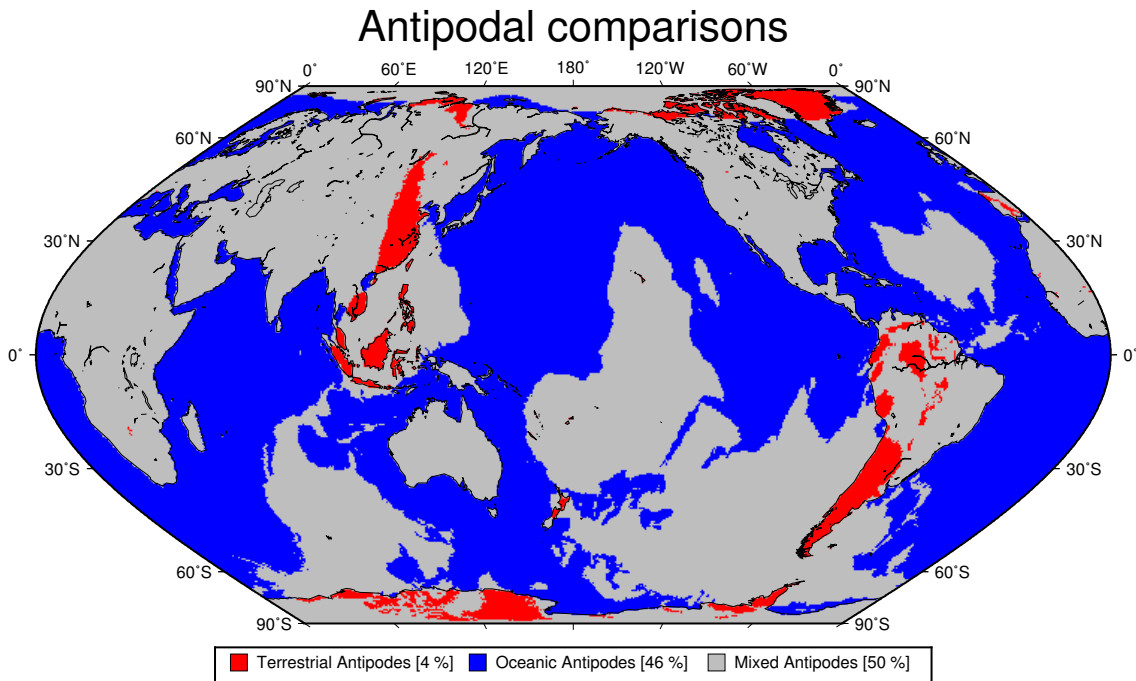 Antipodal comparisons
0˚ 60˚E 120˚E 180˚ 120˚W 60˚W 0˚
90˚N 90˚N
60˚N 60˚N
30˚N 30˚N
0˚ 0˚
30˚S 30˚S
60˚S 60˚S
90˚S 90˚S
Terrestrial Antipodes [4 %] Oceanic Antipodes [46 %] Mixed Antipodes [50 %]